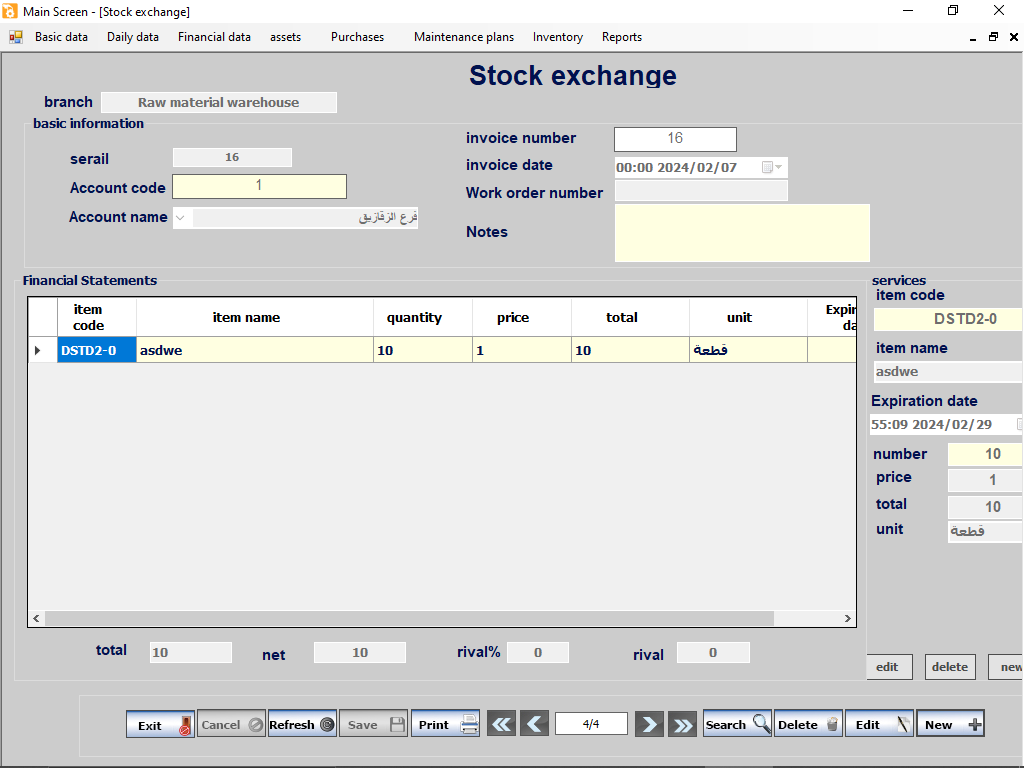 Main Screen - [Stock exchange]
Basic data Daily data Financial data assets Purchases Maintenance plans Inventory Reports
Stock exchange
branch Raw material warehouse
basic information
serail 16
Account code 1
Account name فرع الزقازيق
invoice number 16
invoice date 00:00 2024/02/07
Work order number
Notes
Financial Statements
item code item name quantity price total unit Expir da
DSTD2-0 asdwe 10 1 10 قطعة
services
item code
DSTD2-0
item name
asdwe
Expiration date
55:09 2024/02/29
number 10
price 1
total 10
unit قطعة
total 10 net 10 rival% 0 rival 0
edit delete new
Exit Cancel Refresh Save Print 4/4 Search Delete Edit New